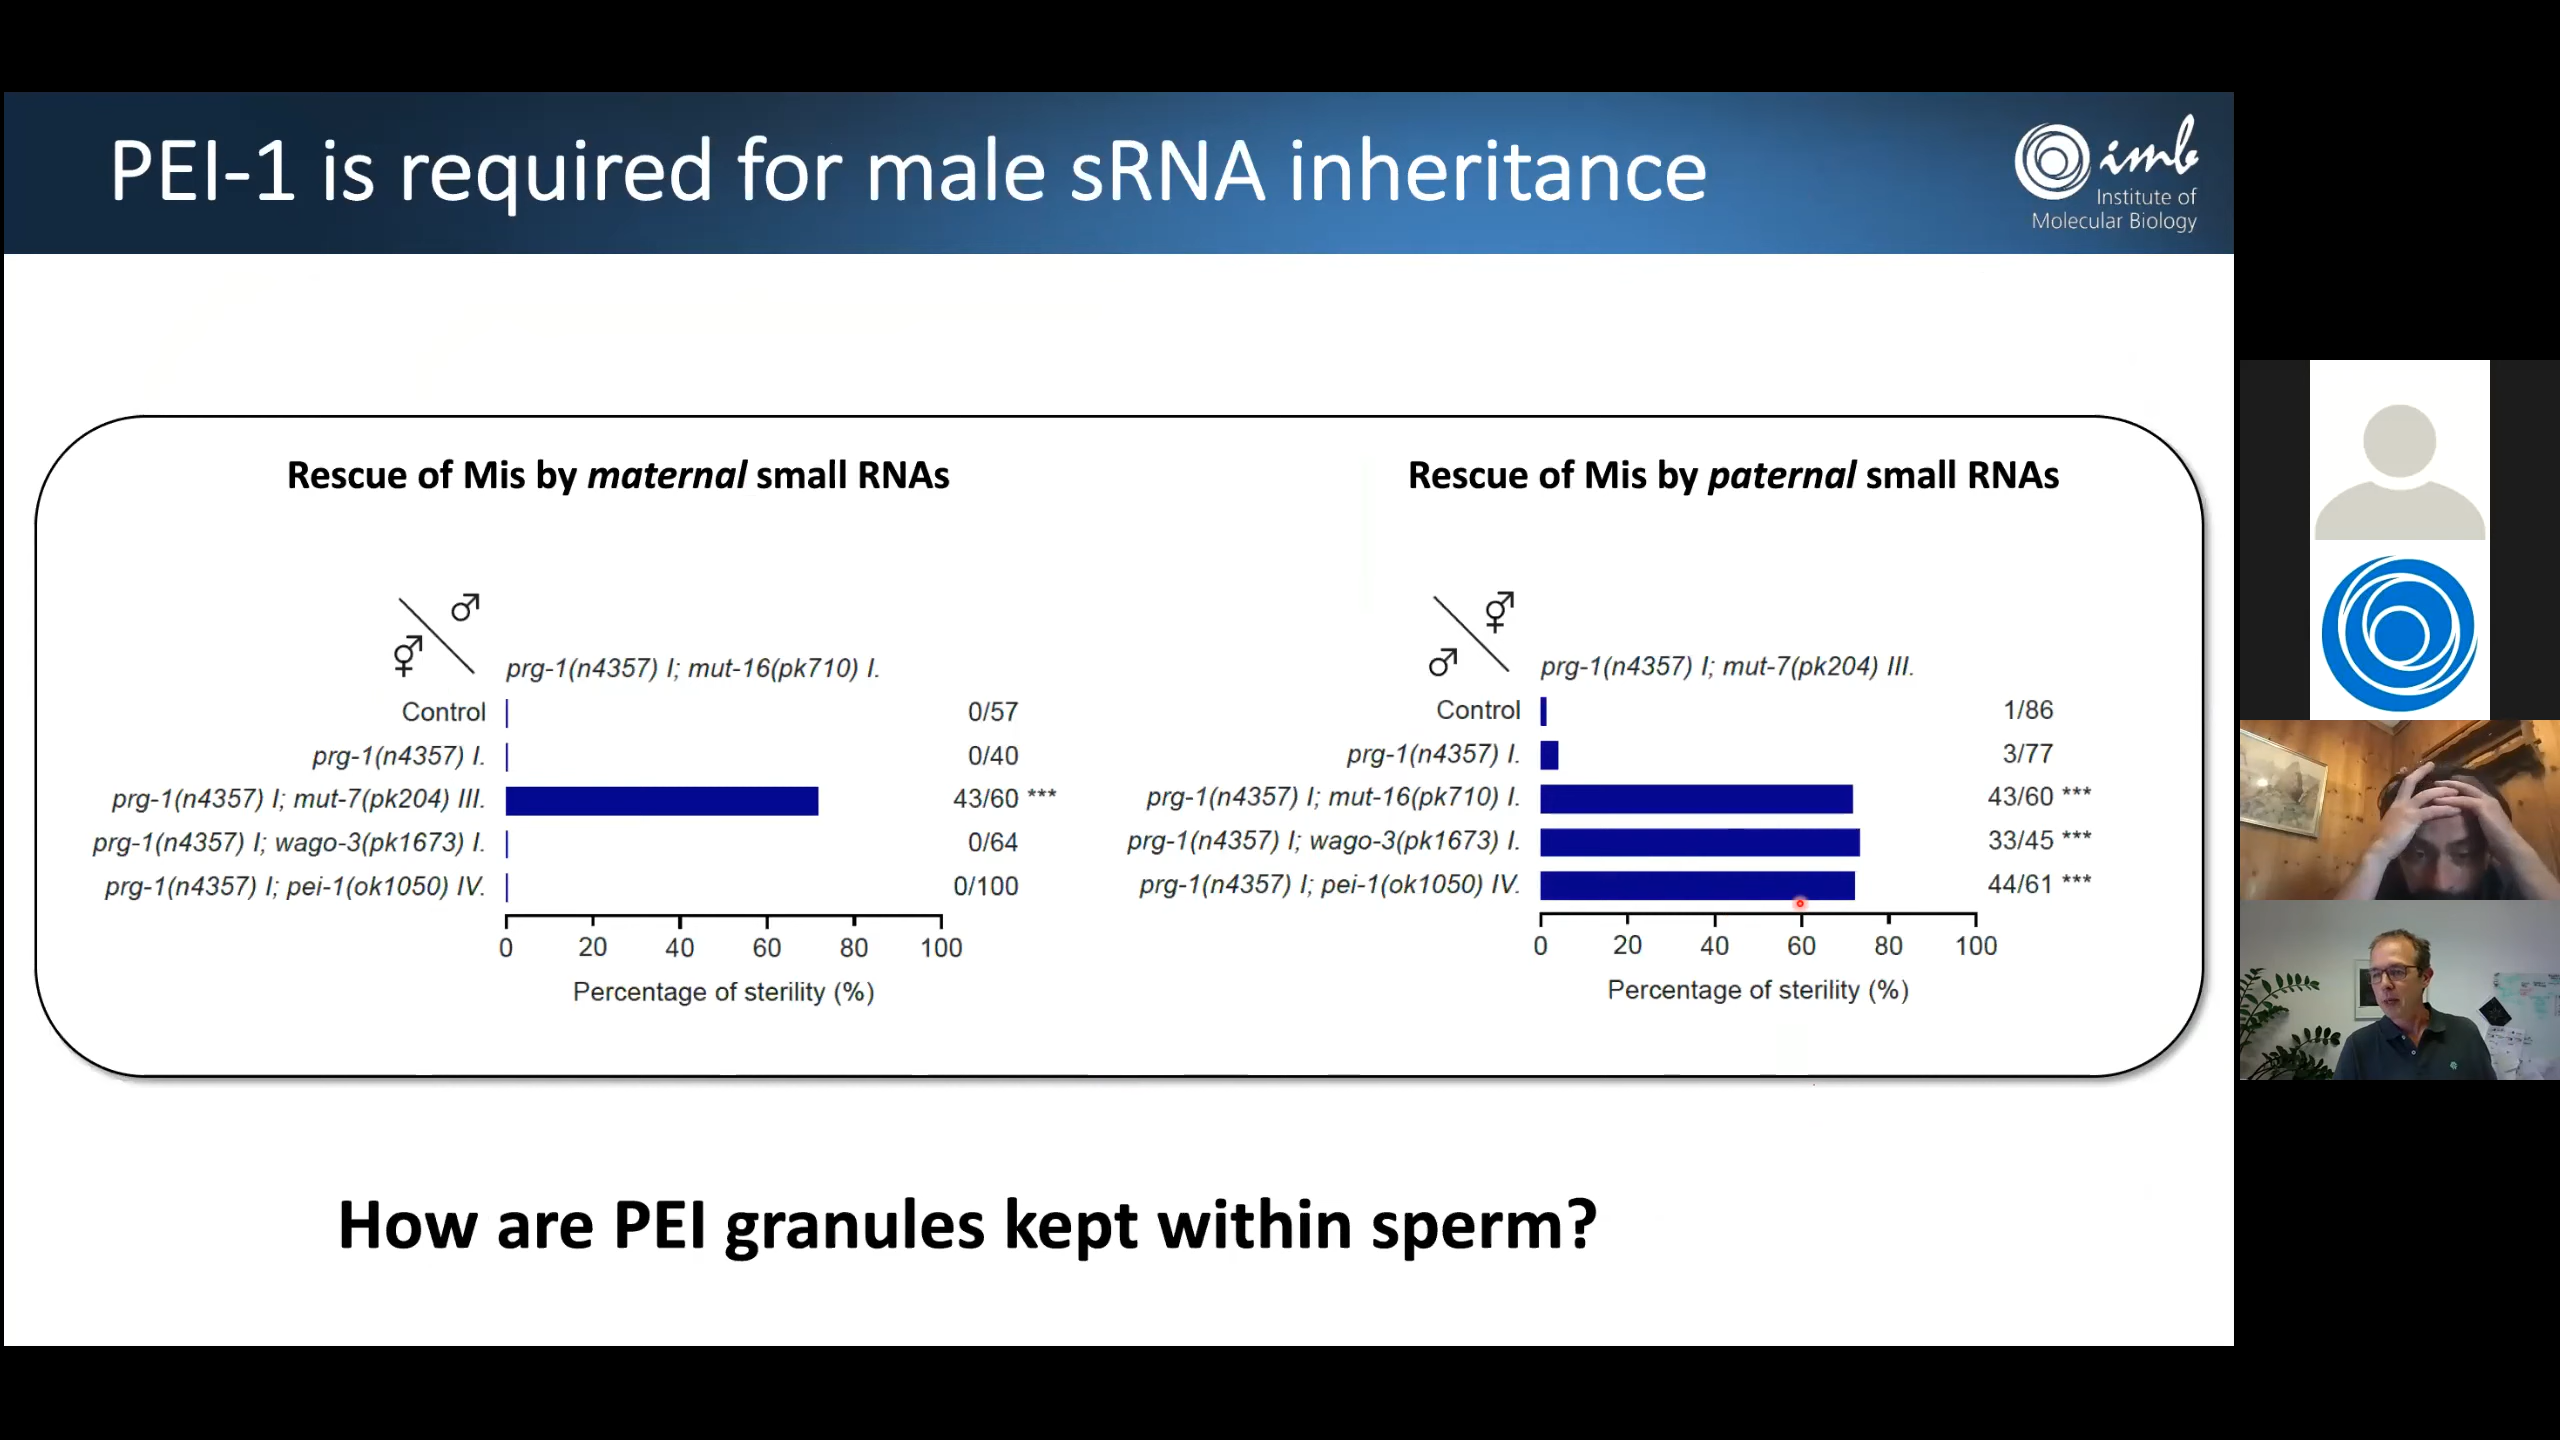 PEI-1 is required for male sRNA inheritance
imb
Institute of
Molecular Biology
Rescue of Mis by maternal small RNAs
♂
⚥
prg-1(n4357) I; mut-16(pk710) I.
Control 0/57
prg-1(n4357) I. 0/40
prg-1(n4357) I; mut-7(pk204) III. 43/60 ***
prg-1(n4357) I; wago-3(pk1673) I. 0/64
prg-1(n4357) I; pei-1(ok1050) IV. 0/100
0 20 40 60 80 100
Percentage of sterility (%)
Rescue of Mis by paternal small RNAs
⚥
♂
prg-1(n4357) I; mut-7(pk204) III.
Control 1/86
prg-1(n4357) I. 3/77
prg-1(n4357) I; mut-16(pk710) I. 43/60 ***
prg-1(n4357) I; wago-3(pk1673) I. 33/45 ***
prg-1(n4357) I; pei-1(ok1050) IV. 44/61 ***
0 20 40 60 80 100
Percentage of sterility (%)
How are PEI granules kept within sperm?